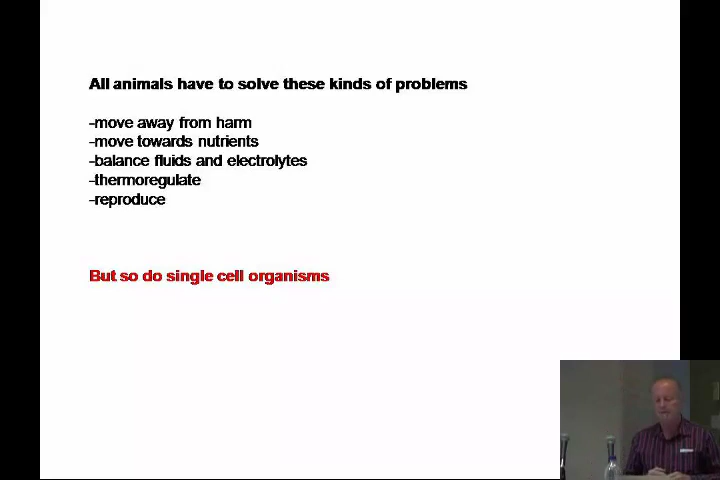 All animals have to solve these kinds of problems
-move away from harm
-move towards nutrients
-balance fluids and electrolytes
-thermoregulate
-reproduce
But so do single cell organisms